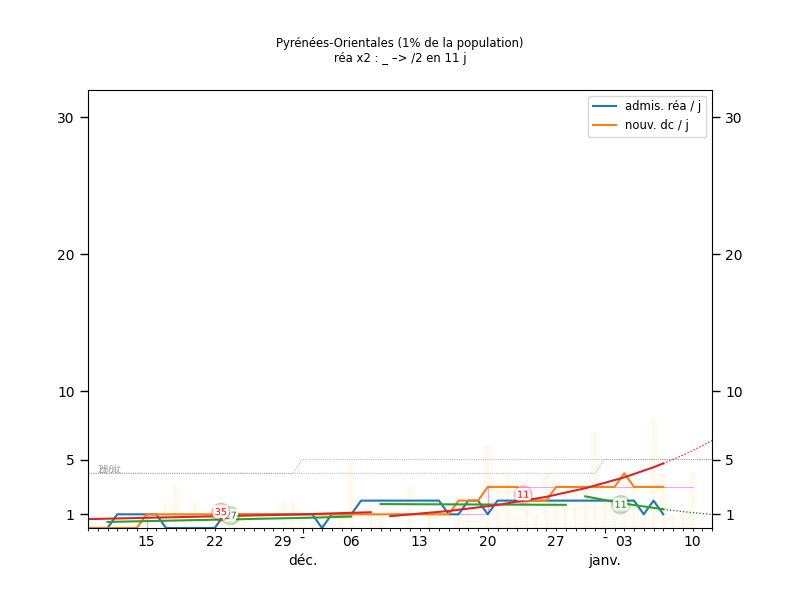 Pyrénées-Orientales (1% de la population)
réa x2 : _ –> /2 en 11 j
admis. réa / j
nouv. dc / j
30 30
20 20
10 10
5 5
1 1
35
11
11
15 22 29 - 06 13 20 27 - 03 10
déc. janv.